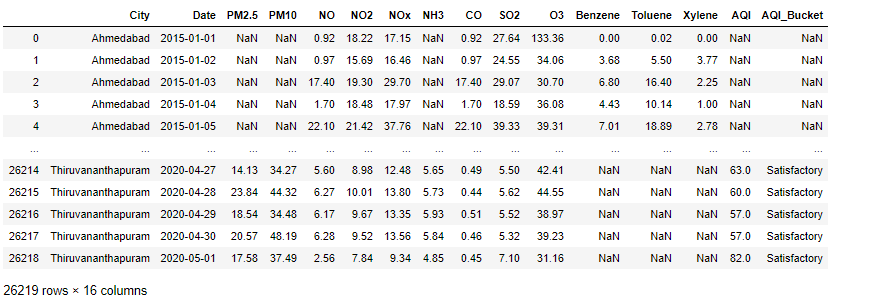 City Date PM2.5 PM10 NO NO2 NOx NH3 CO SO2 O3 Benzene Toluene Xylene AQI AQI_Bucket
0 Ahmedabad 2015-01-01 NaN NaN 0.92 18.22 17.15 NaN 0.92 27.64 133.36 0.00 0.02 0.00 NaN NaN
1 Ahmedabad 2015-01-02 NaN NaN 0.97 15.69 16.46 NaN 0.97 24.55 34.06 3.68 5.50 3.77 NaN NaN
2 Ahmedabad 2015-01-03 NaN NaN 17.40 19.30 29.70 NaN 17.40 29.07 30.70 6.80 16.40 2.25 NaN NaN
3 Ahmedabad 2015-01-04 NaN NaN 1.70 18.48 17.97 NaN 1.70 18.59 36.08 4.43 10.14 1.00 NaN NaN
4 Ahmedabad 2015-01-05 NaN NaN 22.10 21.42 37.76 NaN 22.10 39.33 39.31 7.01 18.89 2.78 NaN NaN
... ... ... ... ... ... ... ... ... ... ... ... ... ... ... ... ...
26214 Thiruvananthapuram 2020-04-27 14.13 34.27 5.60 8.98 12.48 5.65 0.49 5.50 42.41 NaN NaN NaN 63.0 Satisfactory
26215 Thiruvananthapuram 2020-04-28 23.84 44.32 6.27 10.01 13.80 5.73 0.44 5.62 44.55 NaN NaN NaN 60.0 Satisfactory
26216 Thiruvananthapuram 2020-04-29 18.54 34.48 6.17 9.67 13.35 5.93 0.51 5.52 38.97 NaN NaN NaN 57.0 Satisfactory
26217 Thiruvananthapuram 2020-04-30 20.57 48.19 6.28 9.52 13.56 5.84 0.46 5.32 39.23 NaN NaN NaN 57.0 Satisfactory
26218 Thiruvananthapuram 2020-05-01 17.58 37.49 2.56 7.84 9.34 4.85 0.45 7.10 31.16 NaN NaN NaN 82.0 Satisfactory
26219 rows × 16 columns